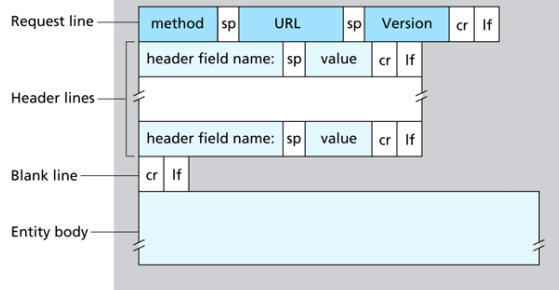 Request line method sp URL sp Version cr lf
header field name: sp value cr lf
Header lines
header field name: sp value cr lf
Blank line cr lf
Entity body